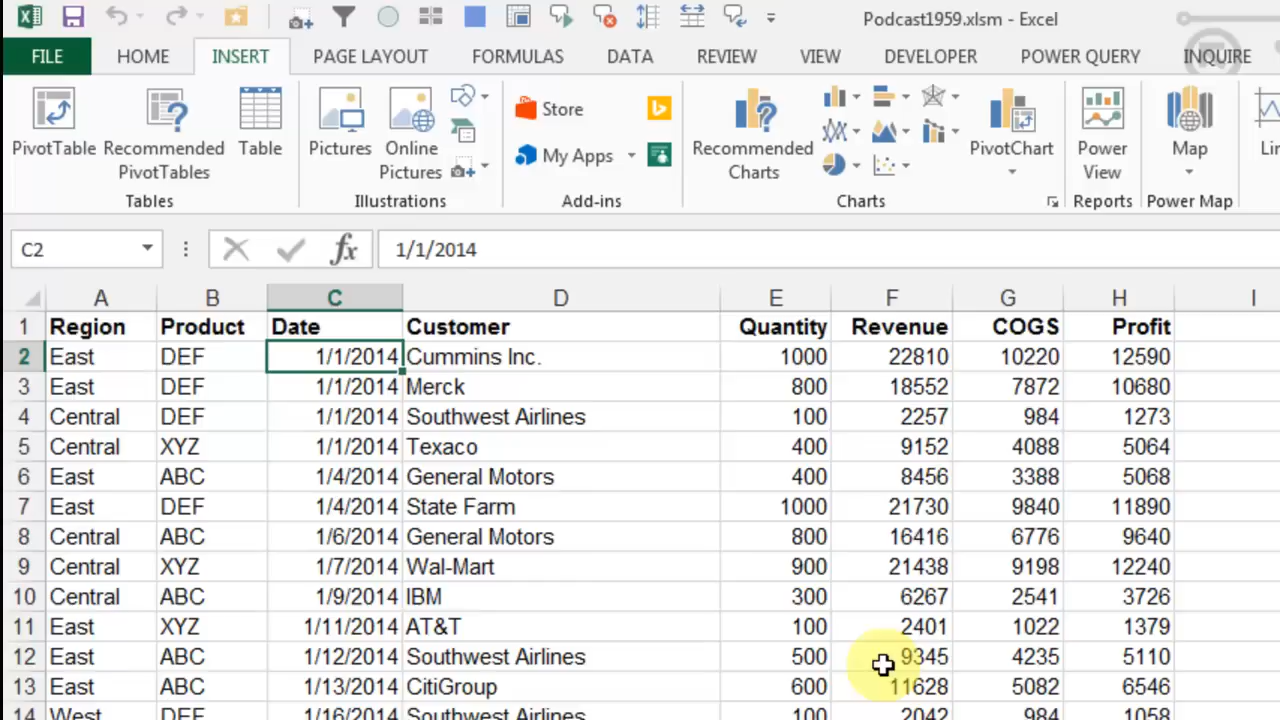 Podcast1959.xlsm - Excel
FILE HOME INSERT PAGE LAYOUT FORMULAS DATA REVIEW VIEW DEVELOPER POWER QUERY INQUIRE
PivotTable Recommended PivotTables Table Pictures Online Pictures Store My Apps Recommended Charts PivotChart Power View Map
Tables Illustrations Add-ins Charts Reports Power Map
C2 fx 1/1/2014
A B C D E F G H I
1 Region Product Date Customer Quantity Revenue COGS Profit
2 East DEF 1/1/2014 Cummins Inc. 1000 22810 10220 12590
3 East DEF 1/1/2014 Merck 800 18552 7872 10680
4 Central DEF 1/1/2014 Southwest Airlines 100 2257 984 1273
5 Central XYZ 1/1/2014 Texaco 400 9152 4088 5064
6 East ABC 1/4/2014 General Motors 400 8456 3388 5068
7 East DEF 1/4/2014 State Farm 1000 21730 9840 11890
8 Central ABC 1/6/2014 General Motors 800 16416 6776 9640
9 Central XYZ 1/7/2014 Wal-Mart 900 21438 9198 12240
10 Central ABC 1/9/2014 IBM 300 6267 2541 3726
11 East XYZ 1/11/2014 AT&T 100 2401 1022 1379
12 East ABC 1/12/2014 Southwest Airlines 500 9345 4235 5110
13 East ABC 1/13/2014 CitiGroup 600 11628 5082 6546
14 West DEF 1/16/2014 Southwest Airlines 100 2042 984 1058